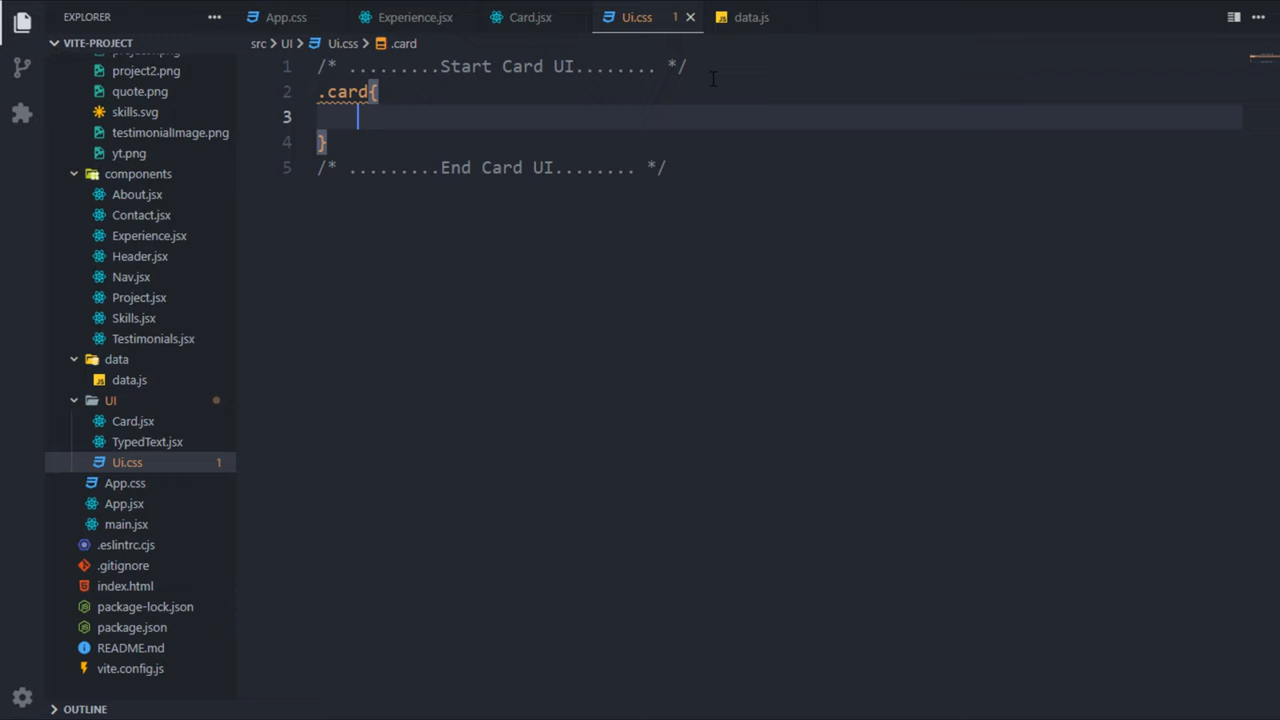 EXPLORER
App.css
Experience.jsx
Card.jsx
Ui.css 1
data.js
VITE-PROJECT
src > UI > Ui.css > .card
project2.png
quote.png
skills.svg
testimonialImage.png
yt.png
components
About.jsx
Contact.jsx
Experience.jsx
Header.jsx
Nav.jsx
Project.jsx
Skills.jsx
Testimonials.jsx
data
data.js
UI
Card.jsx
TypedText.jsx
Ui.css 1
App.css
App.jsx
main.jsx
.eslintrc.cjs
.gitignore
index.html
package-lock.json
package.json
README.md
vite.config.js
OUTLINE
1 /* .........Start Card UI........ */
2 .card{
3
4 }
5 /* .........End Card UI........ */